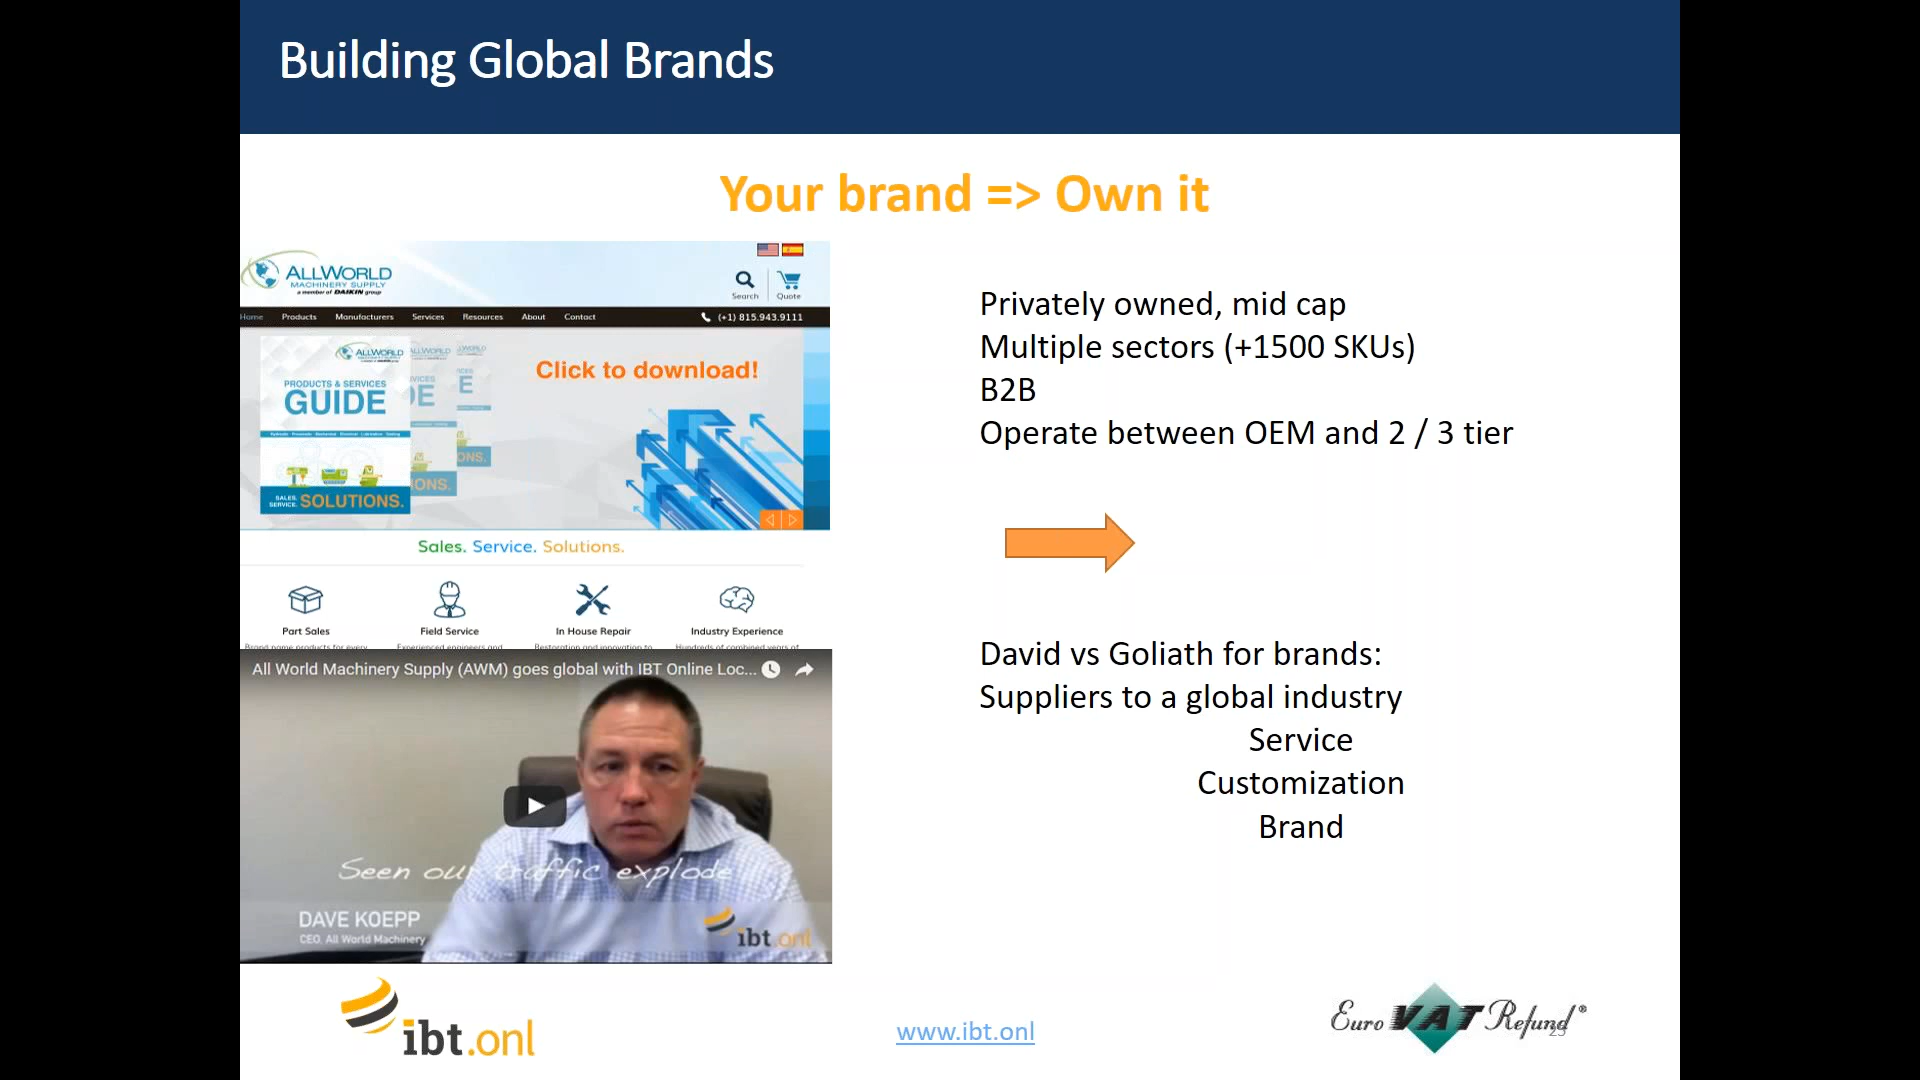 Building Global Brands
Your brand => Own it
ALLWORLD
MACHINERY SUPPLY
a member of DAIKIN group
Search
Quote
Home Products Manufacturers Services Resources About Contact (+1) 815.943.9111
ALLWORLD
PRODUCTS & SERVICES
GUIDE
SALES.
SERVICE. SOLUTIONS.
Click to download!
Sales. Service. Solutions.
Part Sales Field Service In House Repair Industry Experience
All World Machinery Supply (AWM) goes global with IBT Online Loc...
Seen our traffic explode
DAVE KOEPP
CEO, All World Machinery
ibt.onl
Privately owned, mid cap
Multiple sectors (+1500 SKUs)
B2B
Operate between OEM and 2 / 3 tier
David vs Goliath for brands:
Suppliers to a global industry
Service
Customization
Brand
ibt.onl
www.ibt.onl
Euro VAT Refund®
23